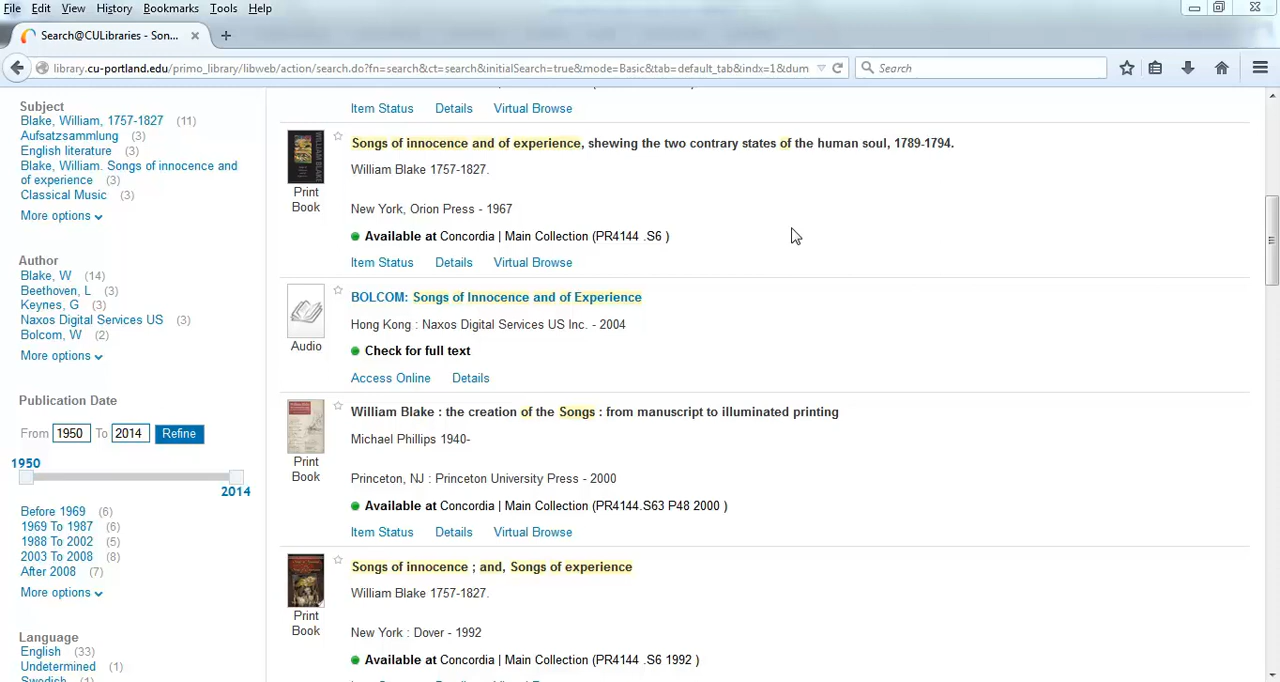 File Edit View History Bookmarks Tools Help
Search@CULibraries - Son...
library.cu-portland.edu/primo_library/libweb/action/search.do?fn=search&ct=search&initialSearch=true&mode=Basic&tab=default_tab&indx=1&dum
Search
Subject
Blake, William, 1757-1827 (11)
Aufsatzsammlung (3)
English literature (3)
Blake, William. Songs of innocence
and of experience (3)
Classical Music (3)
More options
Author
Blake, W (14)
Beethoven, L (3)
Keynes, G (3)
Naxos Digital Services US (3)
Bolcom, W (2)
More options
Publication Date
From 1950 To 2014 Refine
1950
2014
Before 1969 (6)
1969 To 1987 (6)
1988 To 2002 (5)
2003 To 2008 (8)
After 2008 (7)
More options
Language
English (33)
Undetermined (1)
Swedish (1)
Item Status Details Virtual Browse
Songs of innocence and of experience, shewing the two contrary states of the human soul, 1789-1794.
William Blake 1757-1827.
Print
Book
New York, Orion Press - 1967
Available at Concordia | Main Collection (PR4144 .S6 )
Item Status Details Virtual Browse
BOLCOM: Songs of Innocence and of Experience
Hong Kong : Naxos Digital Services US Inc. - 2004
Audio
Check for full text
Access Online Details
William Blake : the creation of the Songs : from manuscript to illuminated printing
Michael Phillips 1940-
Print
Book
Princeton, NJ : Princeton University Press - 2000
Available at Concordia | Main Collection (PR4144.S63 P48 2000 )
Item Status Details Virtual Browse
Songs of innocence ; and, Songs of experience
William Blake 1757-1827.
Print
Book
New York : Dover - 1992
Available at Concordia | Main Collection (PR4144 .S6 1992 )